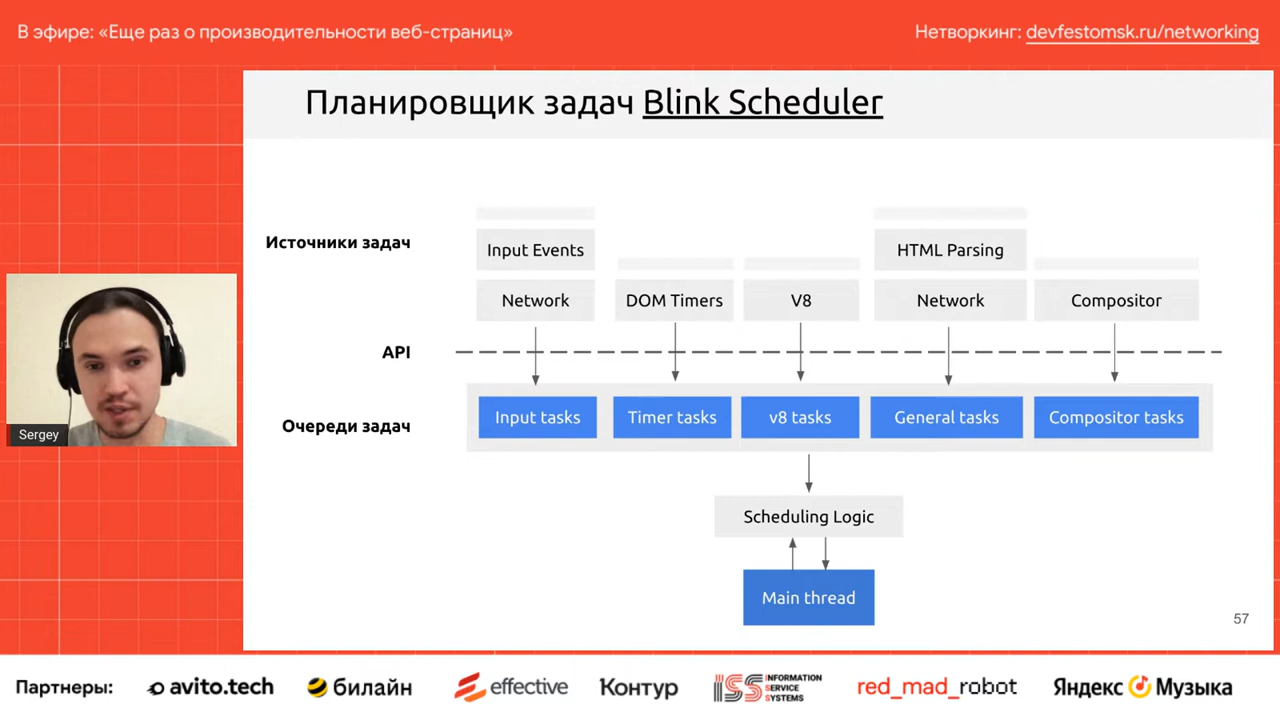 В эфире: «Еще раз о производительности веб-страниц»
Нетворкинг: devfestomsk.ru/networking
Планировщик задач Blink Scheduler
Источники задач
Input Events
HTML Parsing
Network
DOM Timers
V8
Network
Compositor
API
Очереди задач
Input tasks
Timer tasks
v8 tasks
General tasks
Compositor tasks
Scheduling Logic
Main thread
57
Sergey
Партнеры:
avito.tech
билайн
effective
Контур
ISS INFORMATION
SERVICE
SYSTEMS
red_mad_robot
Яндекс Музыка